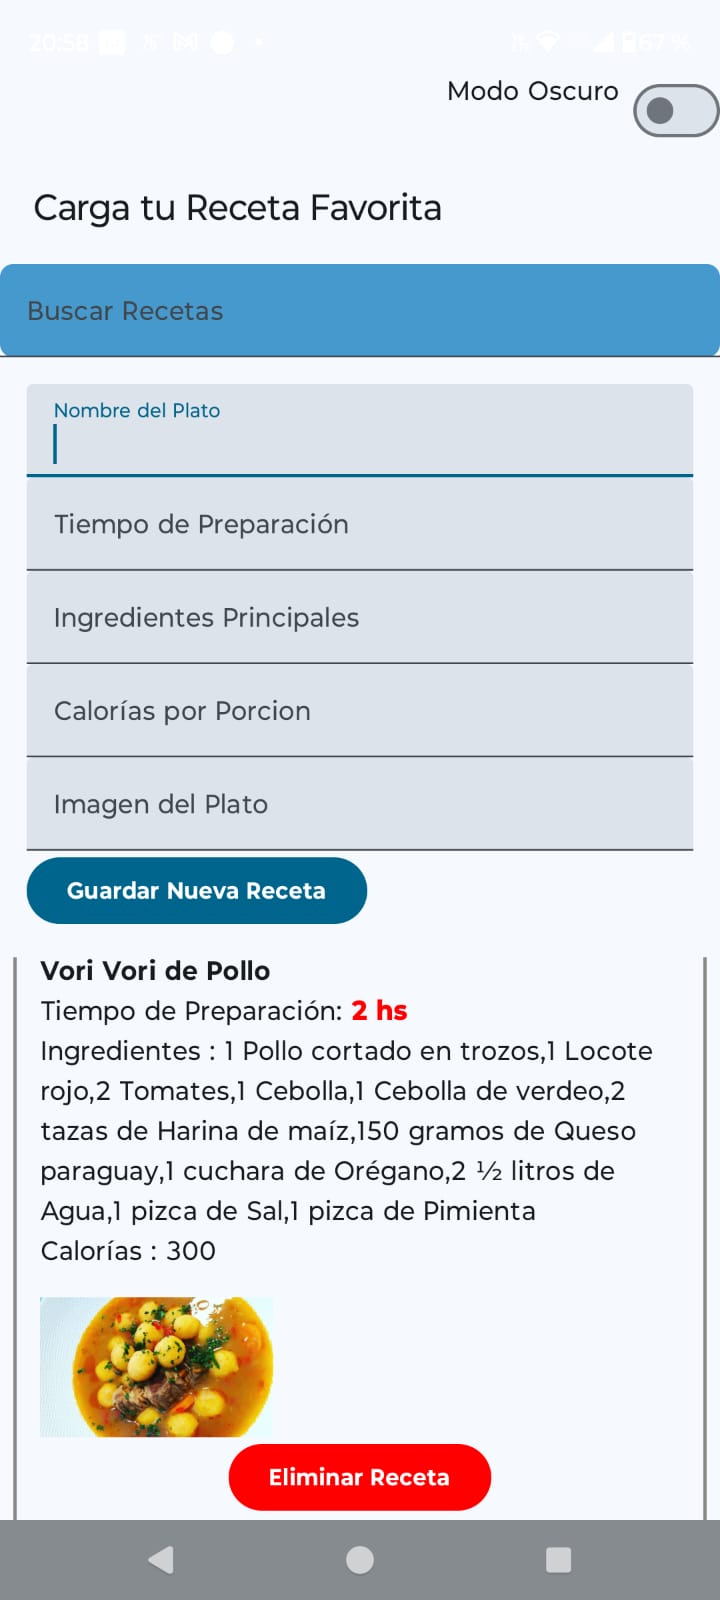 20:58
67 %
Modo Oscuro
Carga tu Receta Favorita
Buscar Recetas
Nombre del Plato
Tiempo de Preparación
Ingredientes Principales
Calorías por Porcion
Imagen del Plato
Guardar Nueva Receta
Vori Vori de Pollo
Tiempo de Preparación: 2 hs
Ingredientes : 1 Pollo cortado en trozos,1 Locote
rojo,2 Tomates,1 Cebolla,1 Cebolla de verdeo,2
tazas de Harina de maíz,150 gramos de Queso
paraguay,1 cuchara de Orégano,2 ½ litros de
Agua,1 pizca de Sal,1 pizca de Pimienta
Calorías : 300
Eliminar Receta